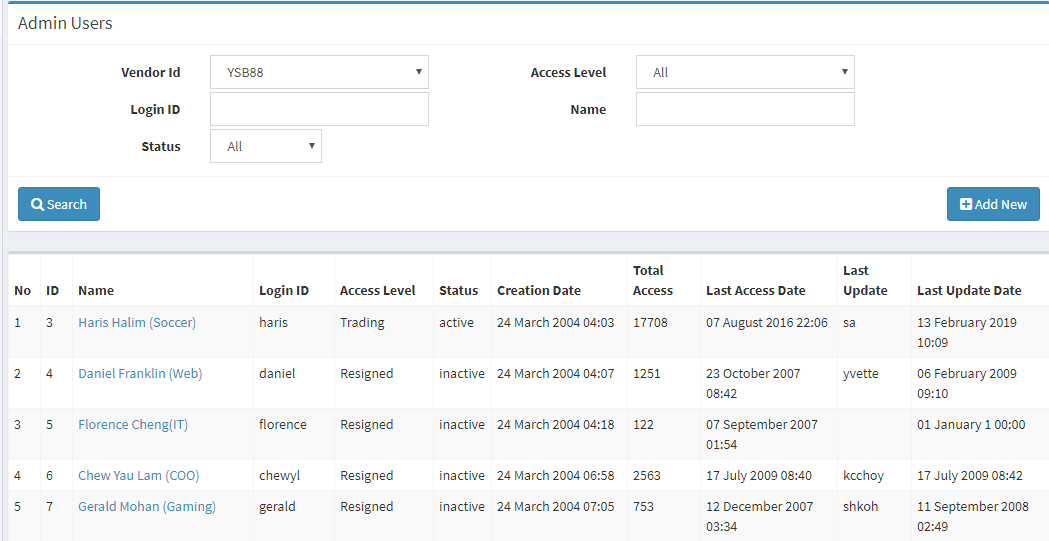 Admin Users
Vendor Id YSB88 Access Level All
Login ID Name
Status All
Search Add New
No ID Name Login ID Access Level Status Creation Date Total Access Last Access Date Last Update Last Update Date
1 3 Haris Halim (Soccer) haris Trading active 24 March 2004 04:03 17708 07 August 2016 22:06 sa 13 February 2019 10:09
2 4 Daniel Franklin (Web) daniel Resigned inactive 24 March 2004 04:07 1251 23 October 2007 08:42 yvette 06 February 2009 09:10
3 5 Florence Cheng(IT) florence Resigned inactive 24 March 2004 04:18 122 07 September 2007 01:54 01 January 1 00:00
4 6 Chew Yau Lam (COO) chewyl Resigned inactive 24 March 2004 06:58 2563 17 July 2009 08:40 kcchoy 17 July 2009 08:42
5 7 Gerald Mohan (Gaming) gerald Resigned inactive 24 March 2004 07:05 753 12 December 2007 03:34 shkoh 11 September 2008 02:49